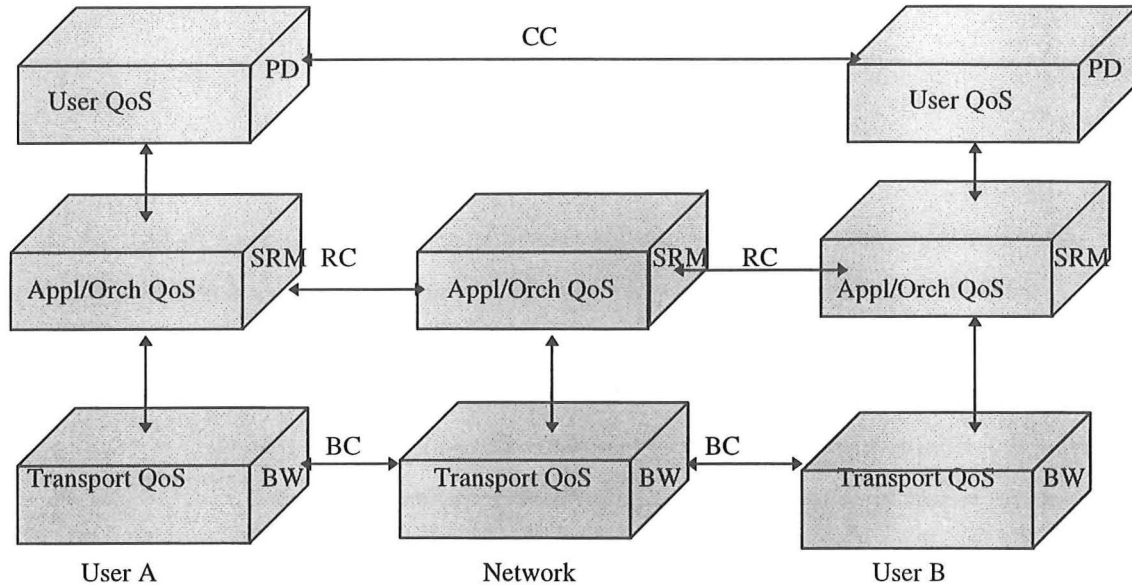 CC
PD
PD
User QoS
User QoS
SRM
RC
SRM
RC
SRM
Appl/Orch QoS
Appl/Orch QoS
Appl/Orch QoS
BC
BC
Transport QoS
BW
Transport QoS
BW
Transport QoS
BW
User A
Network
User B